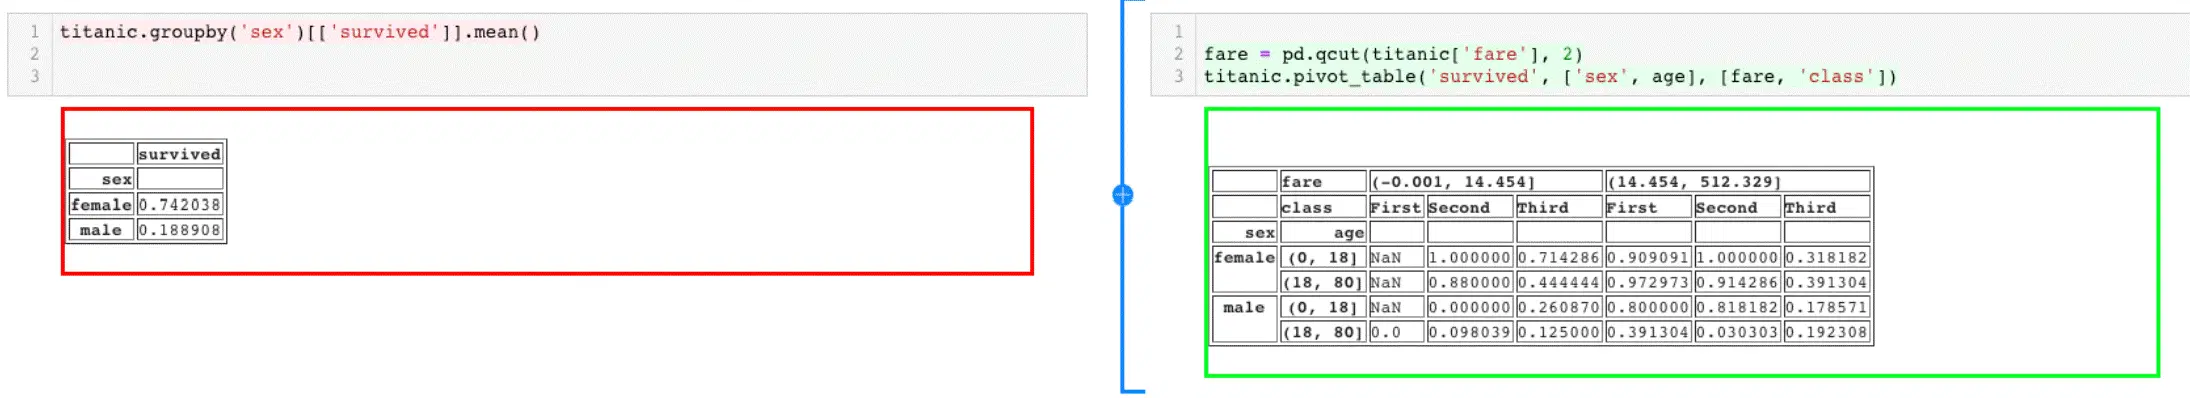 1 titanic.groupby('sex')[['survived']].mean()
2
3
survived
sex
female 0.742038
male 0.188908
1
2 fare = pd.qcut(titanic['fare'], 2)
3 titanic.pivot_table('survived', ['sex', age], [fare, 'class'])
fare (-0.001, 14.454] (14.454, 512.329]
class First Second Third First Second Third
sex age
female (0, 18] NaN 1.000000 0.714286 0.909091 1.000000 0.318182
(18, 80] NaN 0.880000 0.444444 0.972973 0.914286 0.391304
male (0, 18] NaN 0.000000 0.260870 0.800000 0.818182 0.178571
(18, 80] 0.0 0.098039 0.125000 0.391304 0.030303 0.192308